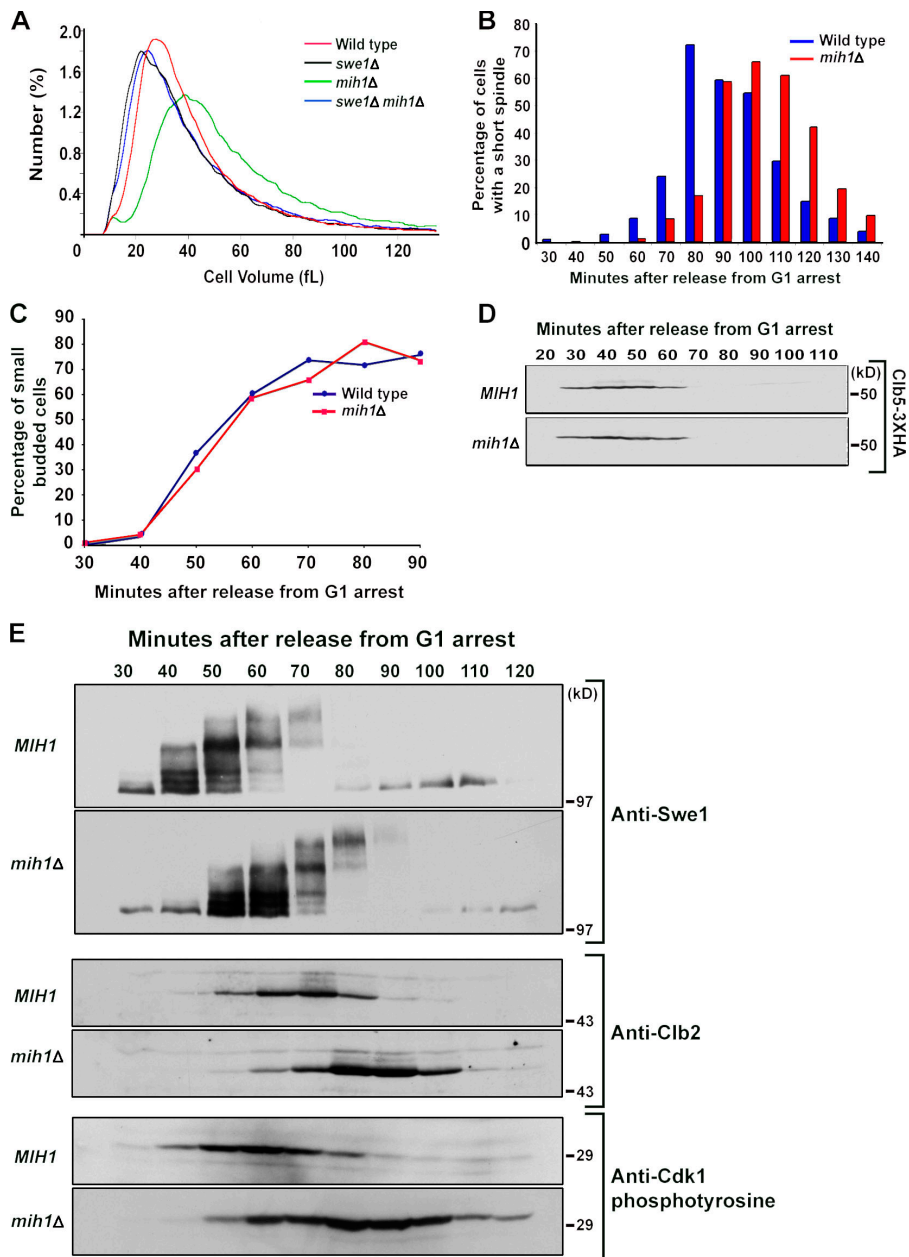 A
2.0
1.6
1.2
0.8
0.4
Number (%)
0 20 40 60 80 100 120
Cell Volume (fL)
Wild type
swe1Δ
mih1Δ
swe1Δ mih1Δ
B
80
70
60
50
40
30
20
10
0
Percentage of cells
with a short spindle
30 40 50 60 70 80 90 100 110 120 130 140
Minutes after release from G1 arrest
Wild type
mih1Δ
C
90
80
70
60
50
40
30
20
10
0
Percentage of small
budded cells
30 40 50 60 70 80 90
Minutes after release from G1 arrest
Wild type
mih1Δ
D
Minutes after release from G1 arrest
20 30 40 50 60 70 80 90 100 110
(kD)
MIH1
50
mih1Δ
50
Clb5-3XHA
E
Minutes after release from G1 arrest
30 40 50 60 70 80 90 100 110 120
(kD)
MIH1
97
mih1Δ
97
Anti-Swe1
MIH1
43
mih1Δ
43
Anti-Clb2
MIH1
29
mih1Δ
29
Anti-Cdk1
phosphotyrosine